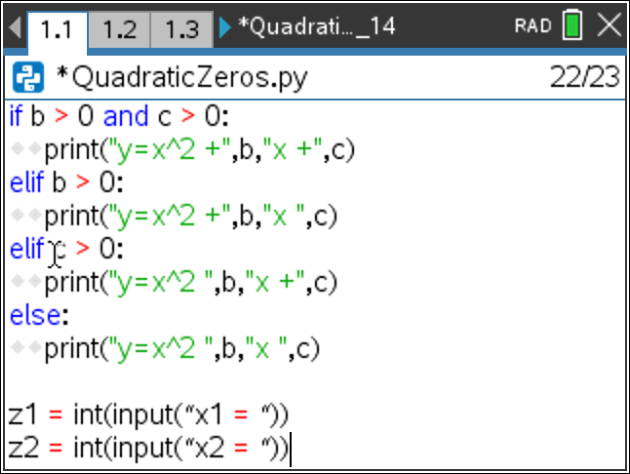 1.1 1.2 1.3 *Quadrati..._14 RAD
*QuadraticZeros.py 22/23
if b > 0 and c > 0:
print("y=x^2 +",b,"x +",c)
elif b > 0:
print("y=x^2 +",b,"x ",c)
elif c > 0:
print("y=x^2 ",b,"x +",c)
else:
print("y=x^2 ",b,"x ",c)
z1 = int(input(“x1 = “))
z2 = int(input(“x2 = “))